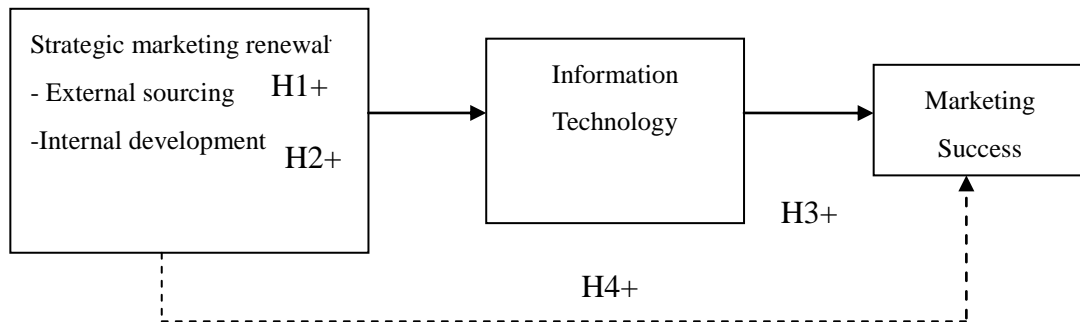 Strategic marketing renewal
- External sourcing
H1+
-Internal development
H2+
Information
Technology
Marketing
Success
H3+
H4+